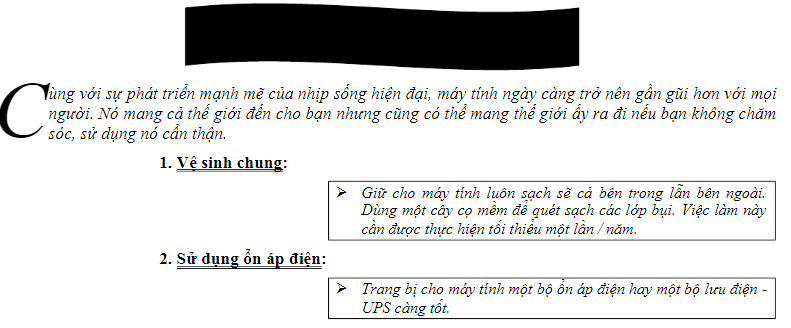 Cùng với sự phát triển mạnh mẽ của nhịp sống hiện đại, máy tính ngày càng trở nên gần gũi hơn với mọi
người. Nó mang cả thế giới đến cho bạn nhưng cũng có thể mang thế giới ấy ra đi nếu bạn không chăm
sóc, sử dụng nó cẩn thận.
1. Vệ sinh chung:
➢ Giữ cho máy tính luôn sạch sẽ cả bên trong lẫn bên ngoài.
Dùng một cây cọ mềm để quét sạch các lớp bụi. Việc làm này
cần được thực hiện tối thiểu một lần / năm.
2. Sử dụng ổn áp điện:
➢ Trang bị cho máy tính một bộ ổn áp điện hay một bộ lưu điện -
UPS càng tốt.